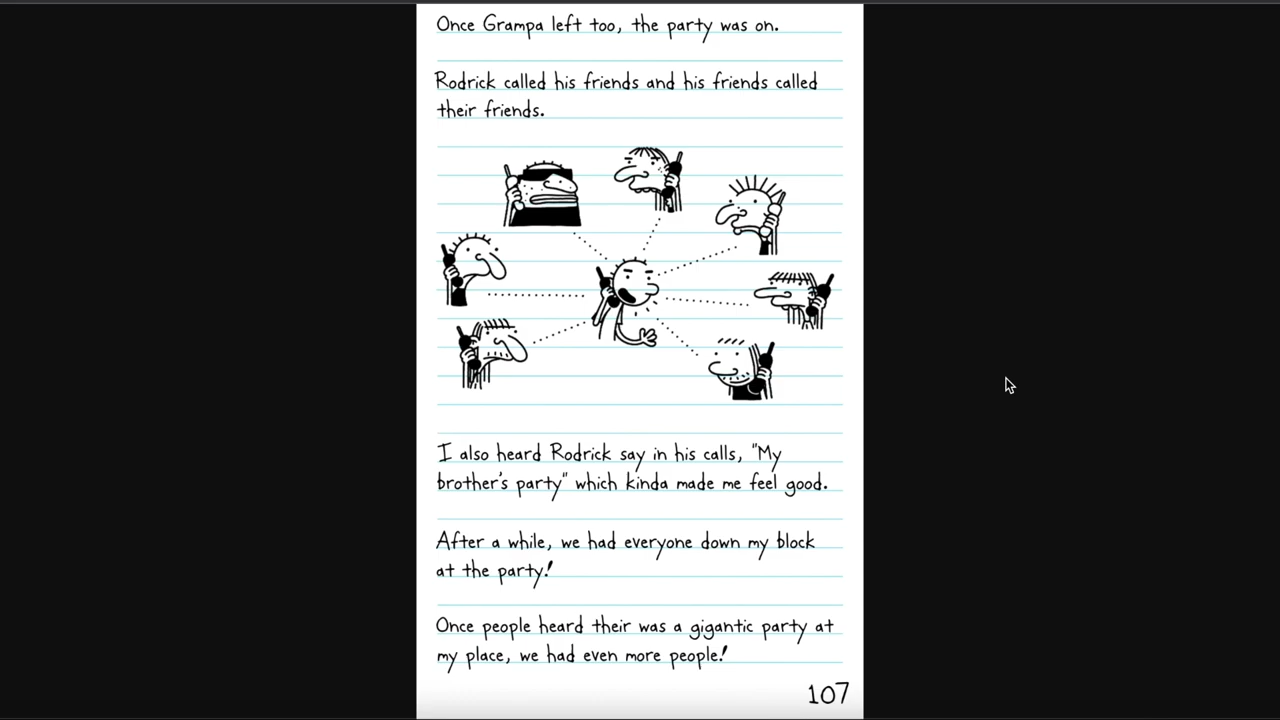 Once Grampa left too, the party was on.
Rodrick called his friends and his friends called
their friends.
I also heard Rodrick say in his calls, "My
brother's party" which kinda made me feel good.
After a while, we had everyone down my block
at the party!
Once people heard their was a gigantic party at
my place, we had even more people!
107